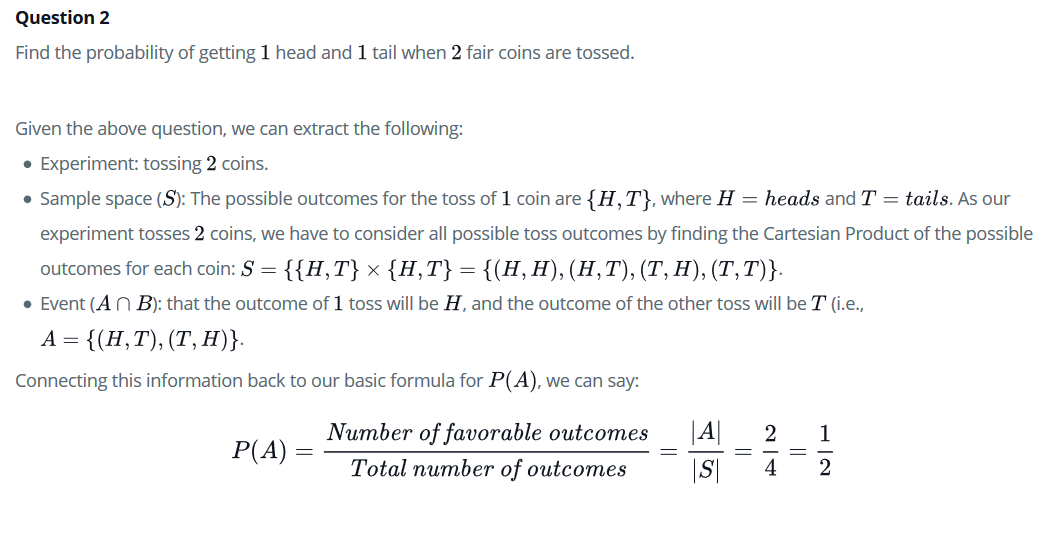 Question 2
Find the probability of getting 1 head and 1 tail when 2 fair coins are tossed.
Given the above question, we can extract the following:
• Experiment: tossing 2 coins.
• Sample space (S): The possible outcomes for the toss of 1 coin are {H, T}, where H = heads and T = tails. As our
experiment tosses 2 coins, we have to consider all possible toss outcomes by finding the Cartesian Product of the possible
outcomes for each coin: S = {{H, T} × {H, T} = {(H, H), (H, T), (T, H), (T, T)}.
• Event (A ∩ B): that the outcome of 1 toss will be H, and the outcome of the other toss will be T (i.e.,
A = {(H, T), (T, H)}.
Connecting this information back to our basic formula for P(A), we can say:
P(A) = Number of favorable outcomes / Total number of outcomes = |A| / |S| = 2 / 4 = 1 / 2